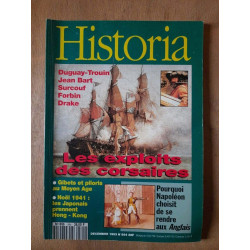 Historia
Duguay-Trouin
Jean Bart
Surcouf
Forbin
Drake
Les exploits
des corsaires
Gibets et piloris
au Moyen Age
Noël 1941 :
les Japonais
prennent
Hong - Kong
Pourquoi
Napoléon
choisit
de se
rendre
aux Anglais